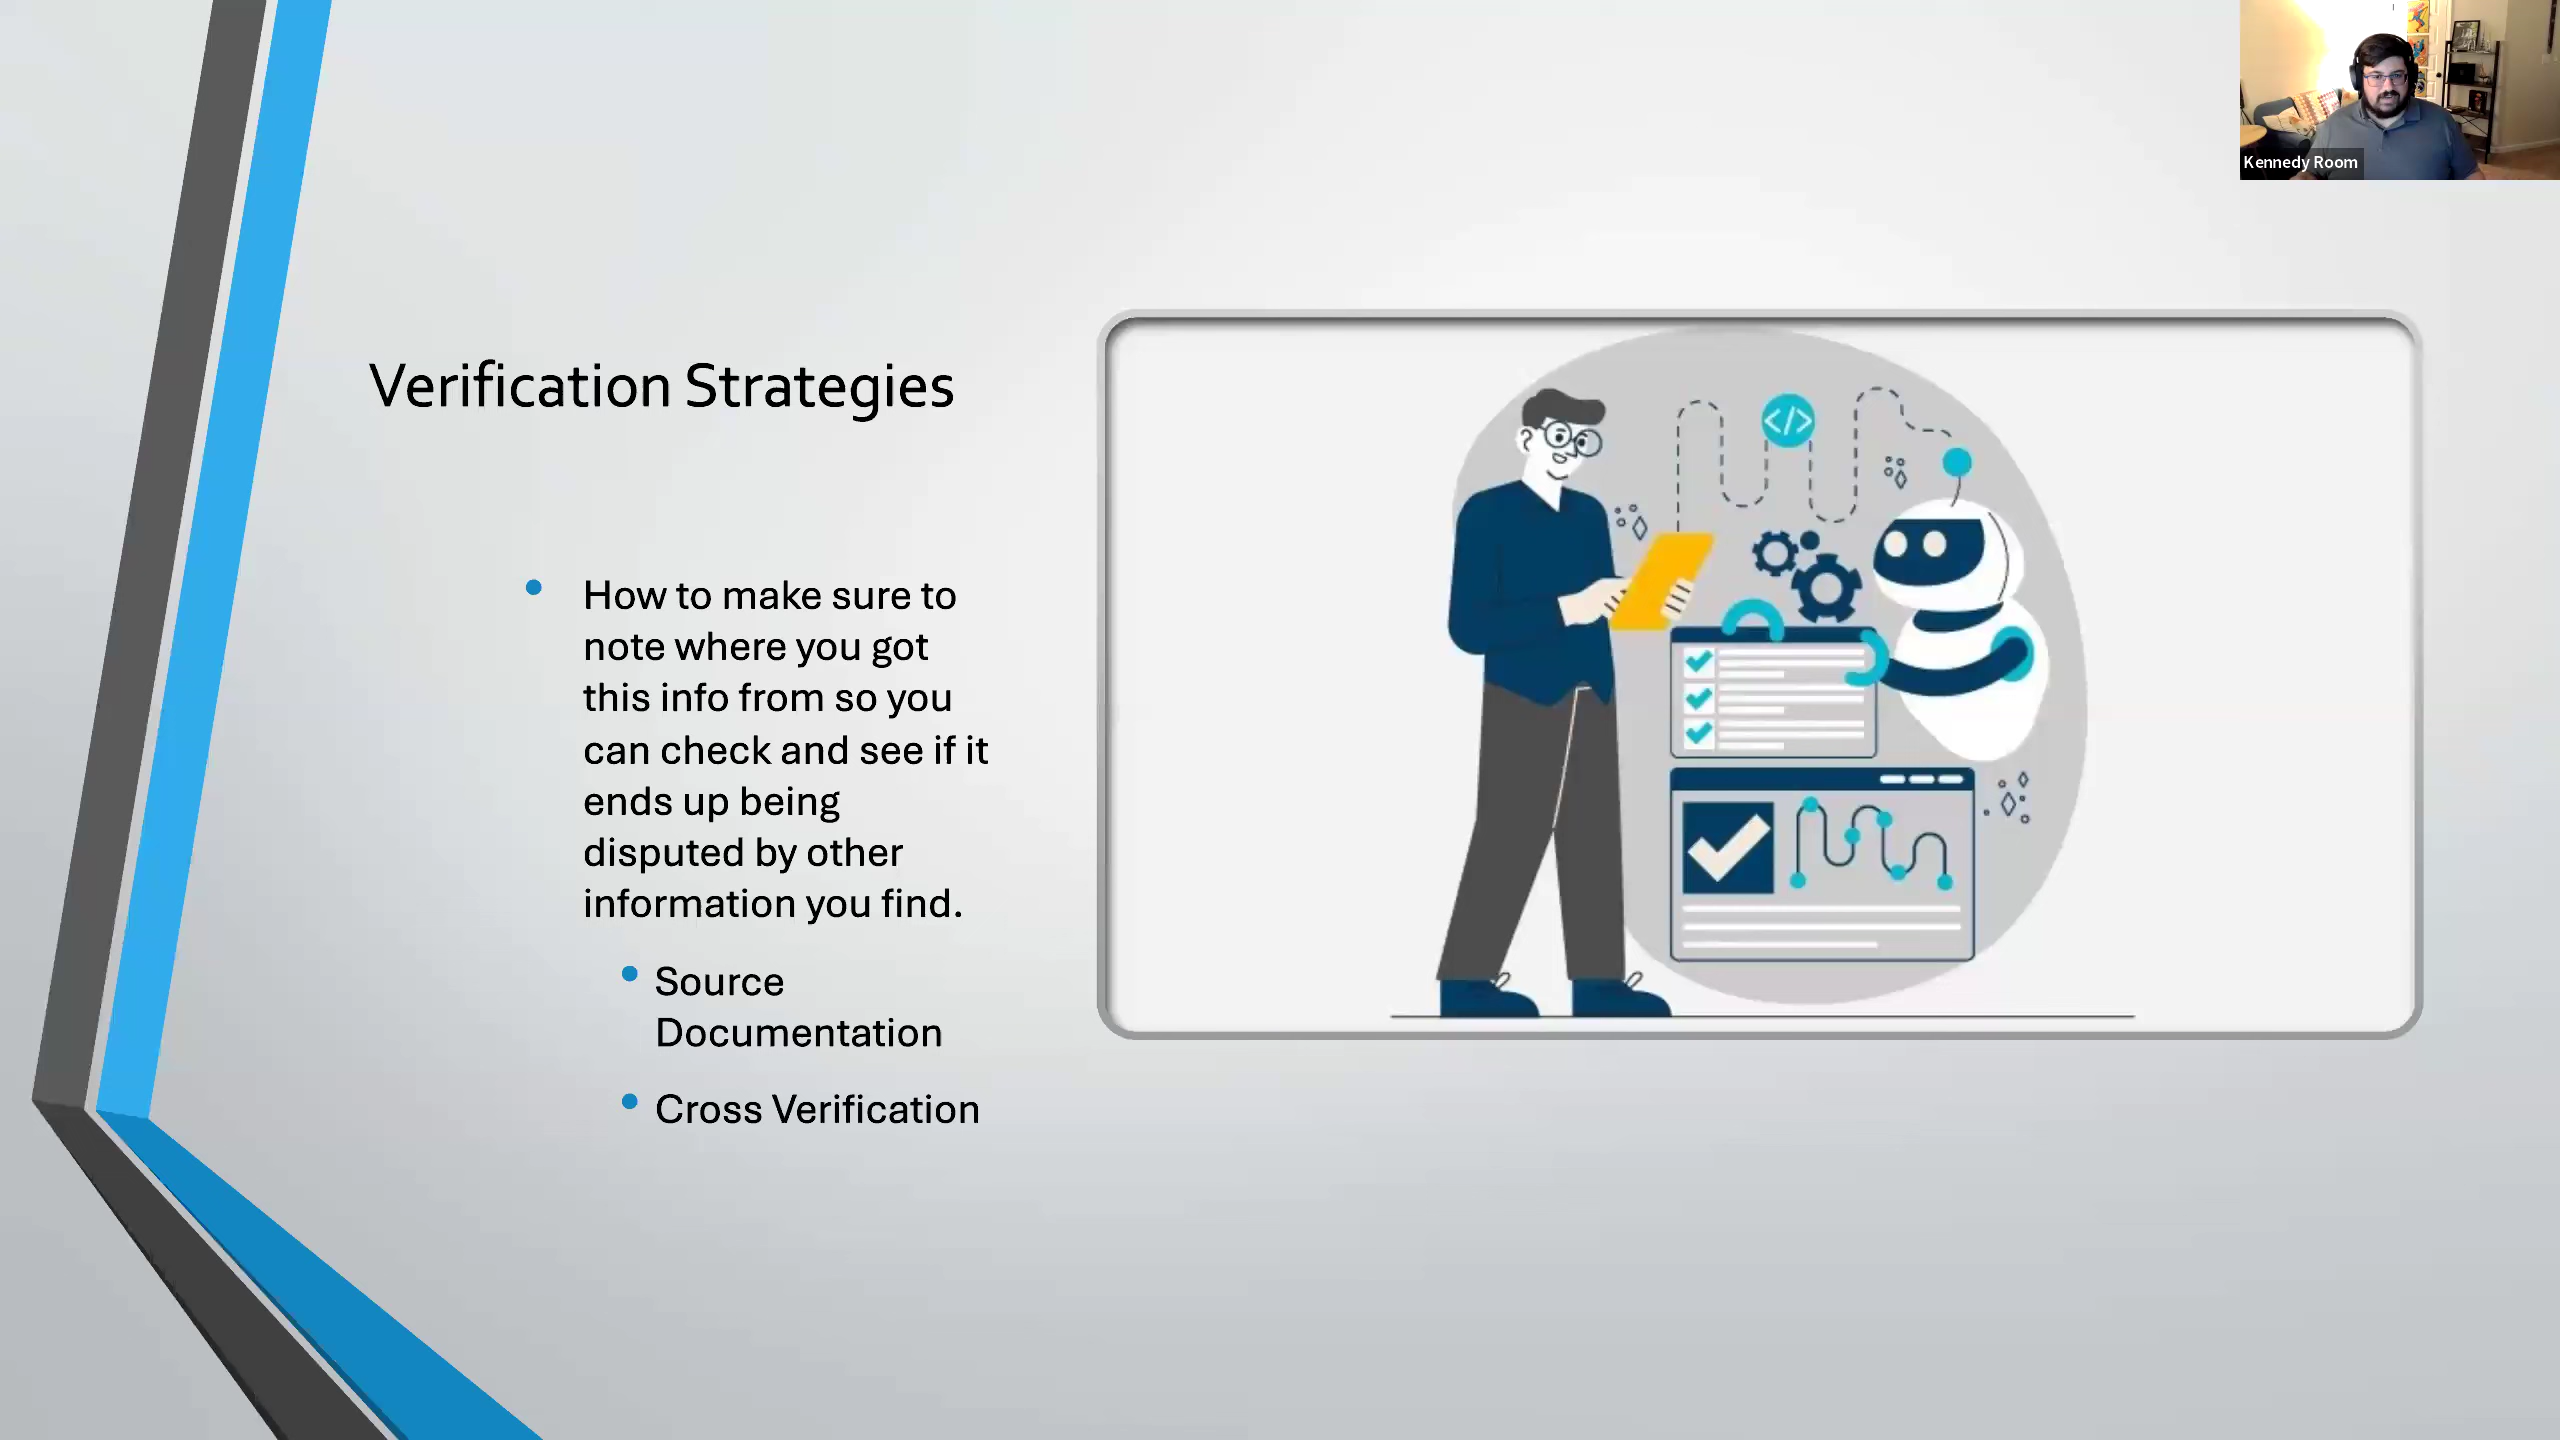 Kennedy Room
Verification Strategies
• How to make sure to
note where you got
this info from so you
can check and see if it
ends up being
disputed by other
information you find.
• Source
Documentation
• Cross Verification
</>